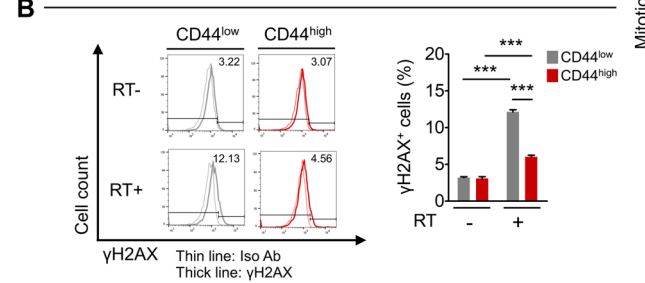 B
CD44low CD44high
3.22
3.07
RT-
12.13
4.56
RT+
Cell count
γH2AX
Thin line: Iso Ab
Thick line: γH2AX
γH2AX+ cells (%)
20
15
10
5
0
***
***
***
CD44low
CD44high
RT - +
Mitotic